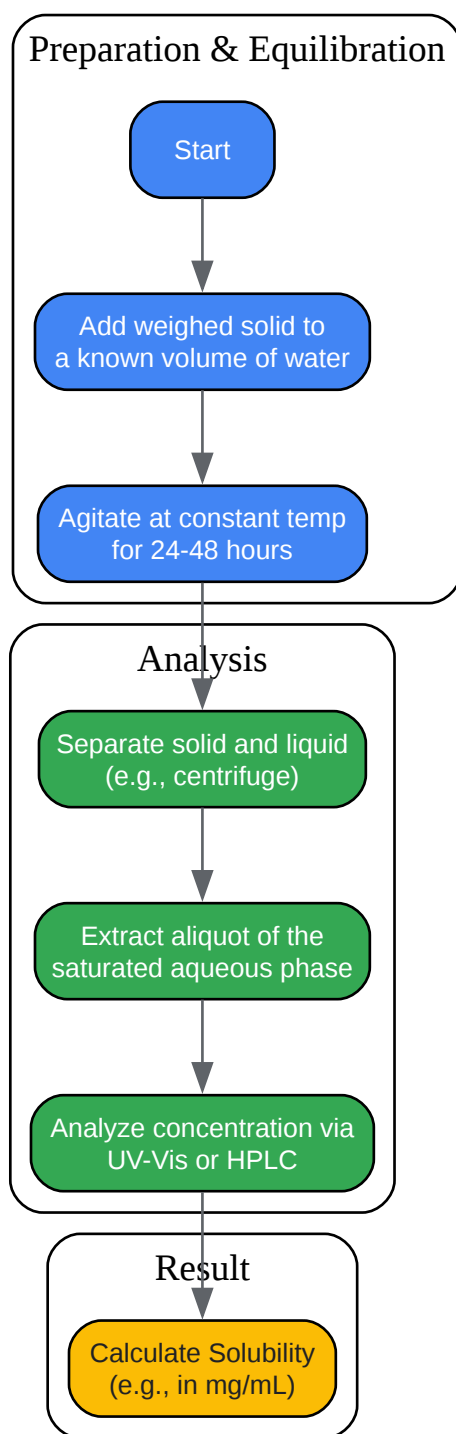 Preparation & Equilibration
Start
Add weighed solid to
a known volume of water
Agitate at constant temp
for 24-48 hours
Analysis
Separate solid and liquid
(e.g., centrifuge)
Extract aliquot of the
saturated aqueous phase
Analyze concentration via
UV-Vis or HPLC
Result
Calculate Solubility
(e.g., in mg/mL)